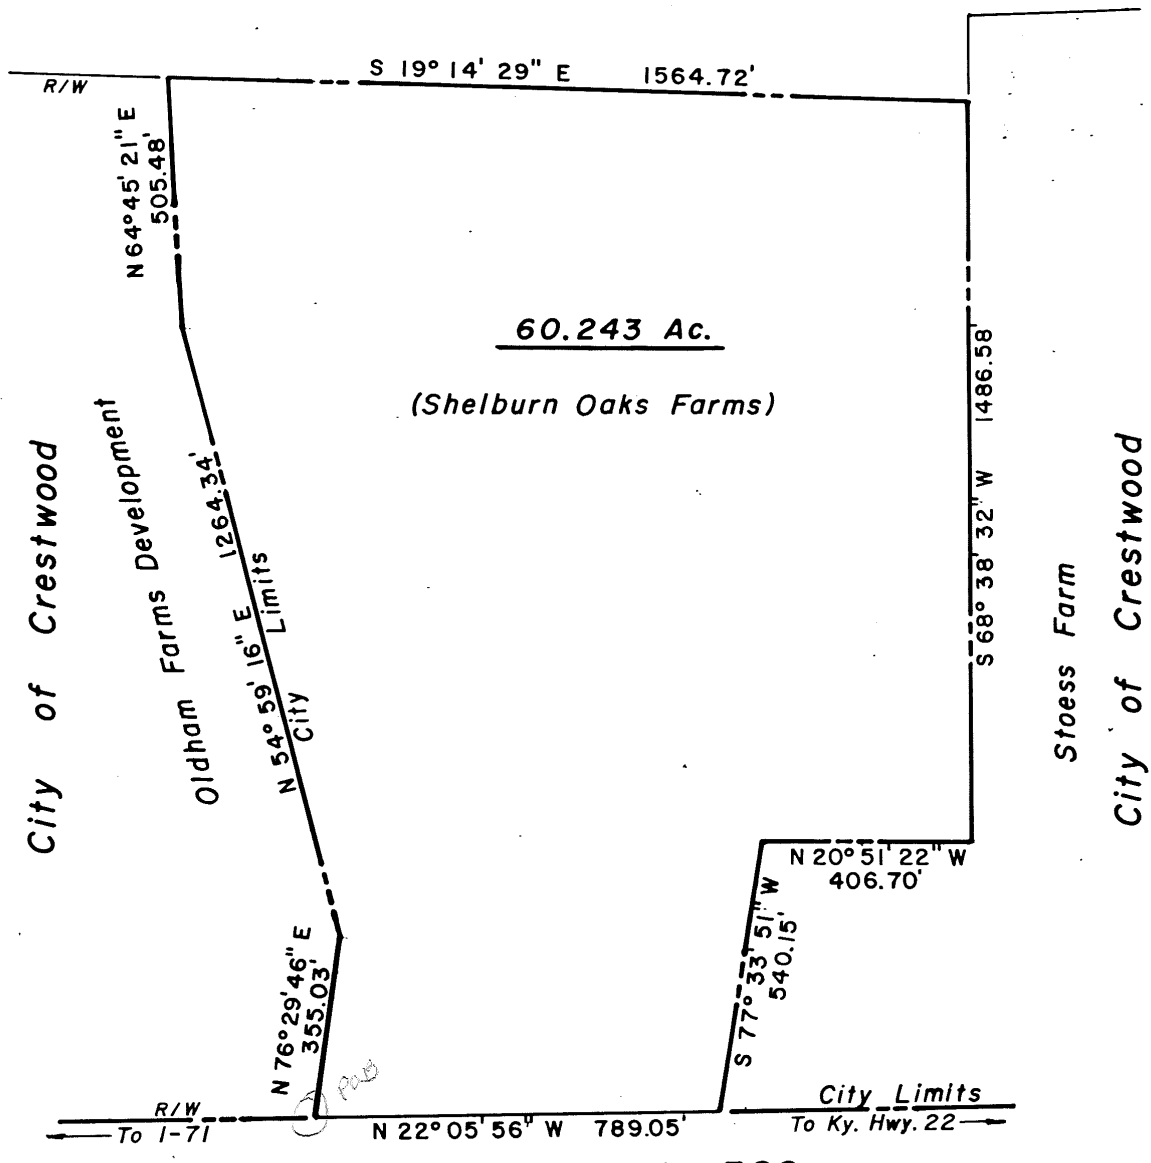 S 19° 14' 29" E 1564.72'
R/W
N 64° 45' 21" E
505.48'
60.243 Ac.
(Shelburn Oaks Farms)
1486.58'
S 68° 38' 32" W
City of Crestwood
Oldham Farms Development
N 54° 59' 16" E 1264.34'
City Limits
Stoess Farm
City of Crestwood
N 20° 51' 22" W
406.70'
S 77° 33' 51" W
540.15'
N 76° 29' 46" E
355.03'
POB
R/W
To I-71
N 22° 05' 56" W 789.05'
City Limits
To Ky. Hwy. 22